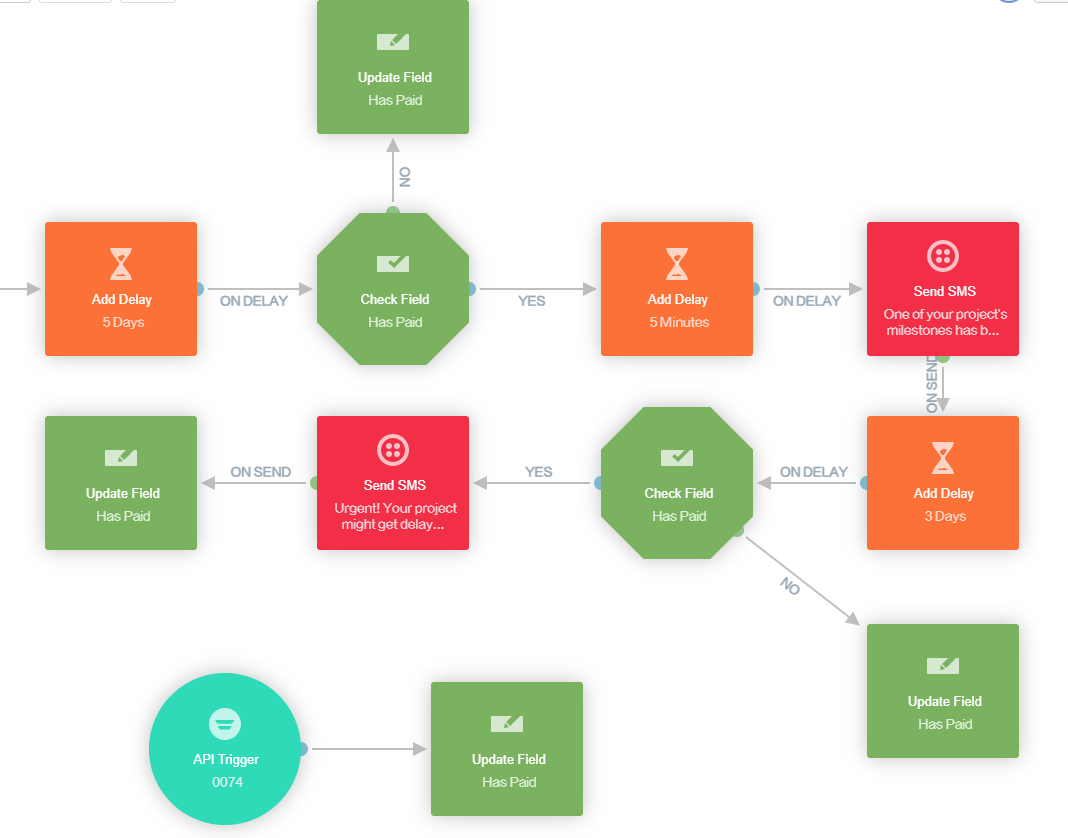 Update Field
Has Paid
NO
Add Delay
5 Days
ON DELAY
Check Field
Has Paid
YES
Add Delay
5 Minutes
ON DELAY
Send SMS
One of your project's
milestones has b...
ON SEND
Update Field
Has Paid
ON SEND
Send SMS
Urgent! Your project
might get delay...
YES
Check Field
Has Paid
ON DELAY
Add Delay
3 Days
NO
Update Field
Has Paid
API Trigger
0074
Update Field
Has Paid